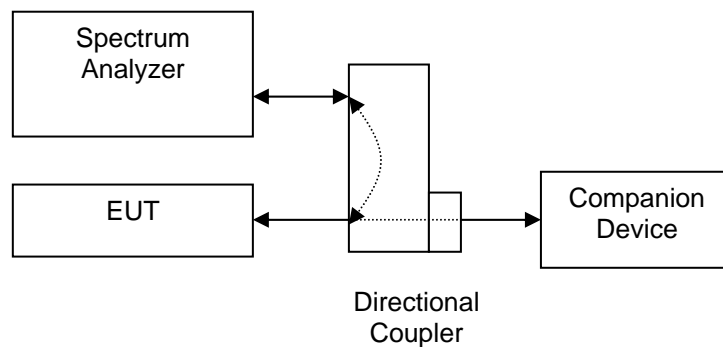 Spectrum
Analyzer
EUT
Companion
Device
Directional
Coupler